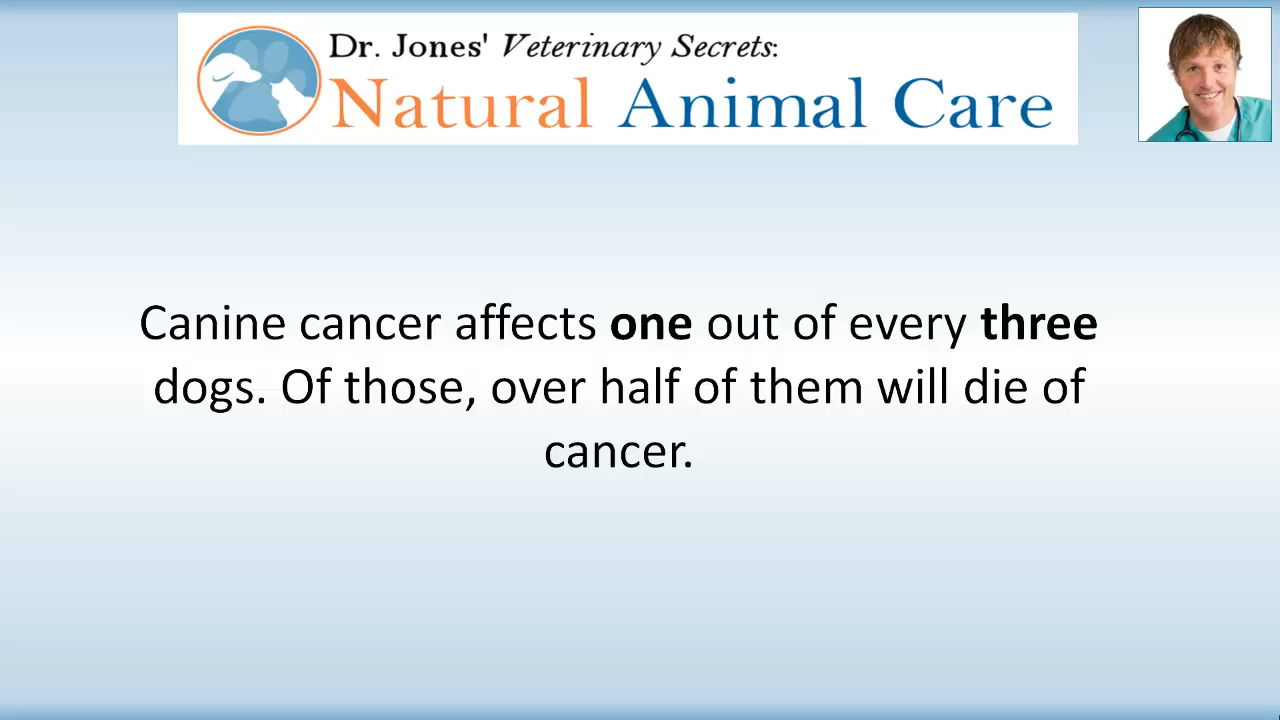 Dr. Jones' Veterinary Secrets:
Natural Animal Care
Canine cancer affects one out of every three
dogs. Of those, over half of them will die of
cancer.